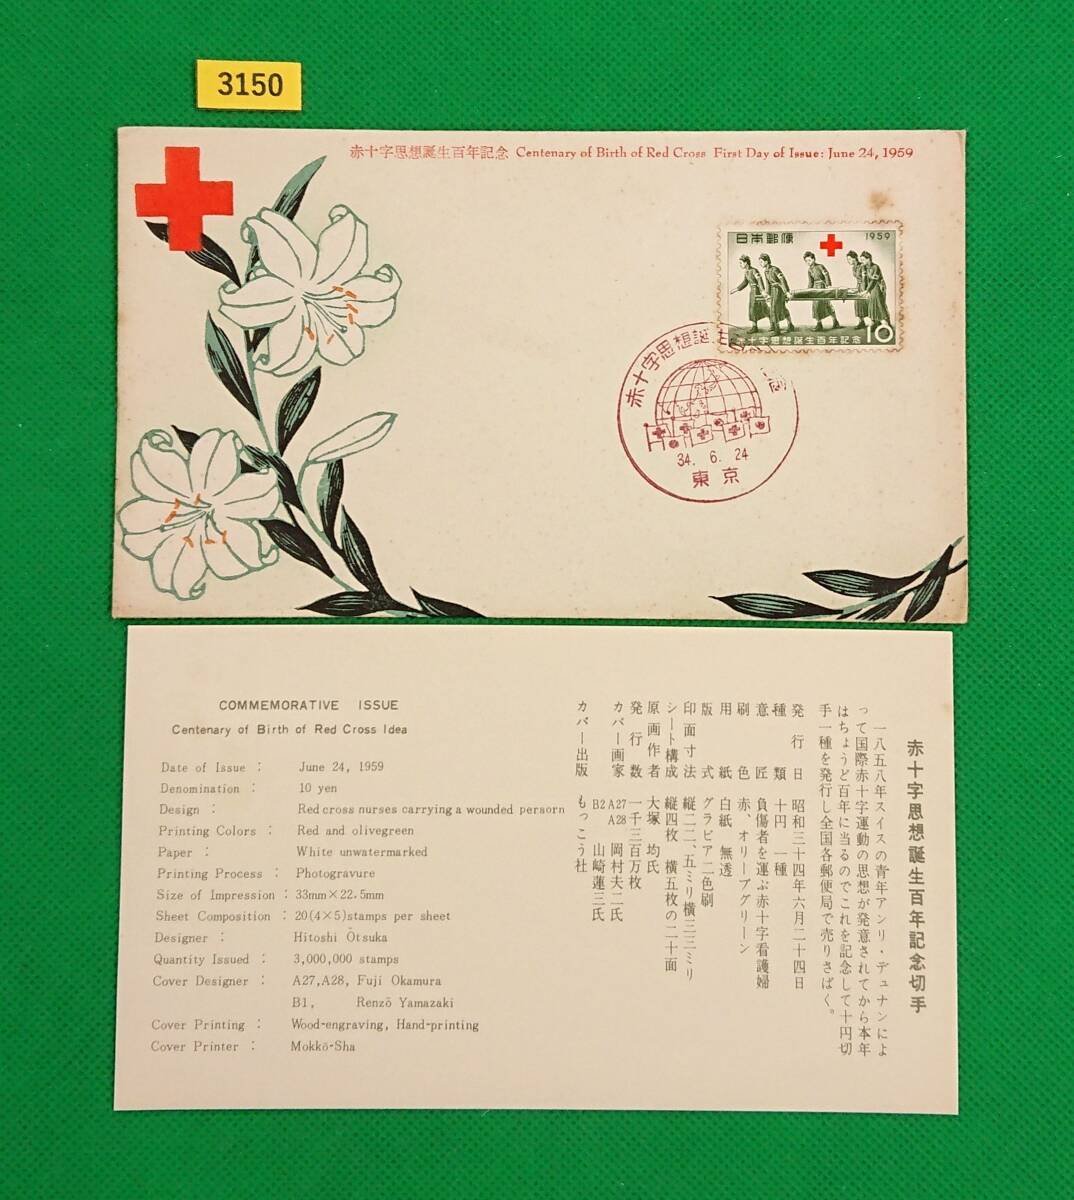 3150
赤十字思想誕生百年記念 Centenary of Birth of Red Cross First Day of Issue: June 24, 1959
日本郵便 1959
赤十字思想誕生百年記念 10
赤十字思想誕生
34. 6. 24
東京
COMMEMORATIVE ISSUE
Centenary of Birth of Red Cross Idea
Date of Issue : June 24, 1959
Denomination : 10 yen
Design : Red cross nurses carrying a wounded persorn
Printing Colors : Red and olivegreen
Paper : White unwatermarked
Printing Process : Photogravure
Size of Impression : 33mm×22.5mm
Sheet Composition : 20(4×5)stamps per sheet
Designer : Hitoshi Ōtsuka
Quantity Issued : 3,000,000 stamps
Cover Designer : A27,A28, Fuji Okamura
B1, Renzō Yamazaki
Cover Printing : Wood-engraving, Hand-printing
Cover Printer : Mokkō-Sha
赤十字思想誕生百年記念切手
一八五八年スイスの青年アンリ・デュナンによ
って国際赤十字運動の思想が発意されてから本年
はちょうど百年に当るのでこれを記念して十円切
手一種を発行し全国各郵便局で売りさばく。
発行日 昭和三十四年六月二十四日
種類 十円 一種
意匠 負傷者を運ぶ赤十字看護婦
刷色 赤、オリーブグリーン
用紙 白紙 無透
版式 グラビア二色刷
印面寸法 縦二二、五ミリ横三三ミリ
シート構成 縦四枚 横五枚の二十面
原画作者 大塚 均氏
発行数 一千三百万枚
カバー画家 A27 A28 岡村夫二氏
B2 山崎蓮三氏
カバー出版 もっこう社